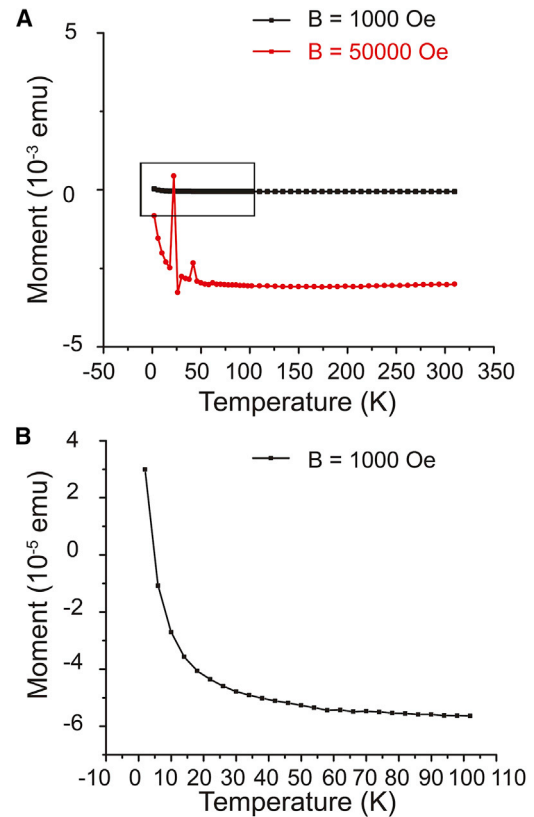 A
B = 1000 Oe
B = 50000 Oe
5
0
-5
Moment (10⁻³ emu)
-50 0 50 100 150 200 250 300 350
Temperature (K)
B
B = 1000 Oe
4
2
0
-2
-4
-6
Moment (10⁻⁵ emu)
-10 0 10 20 30 40 50 60 70 80 90 100 110
Temperature (K)